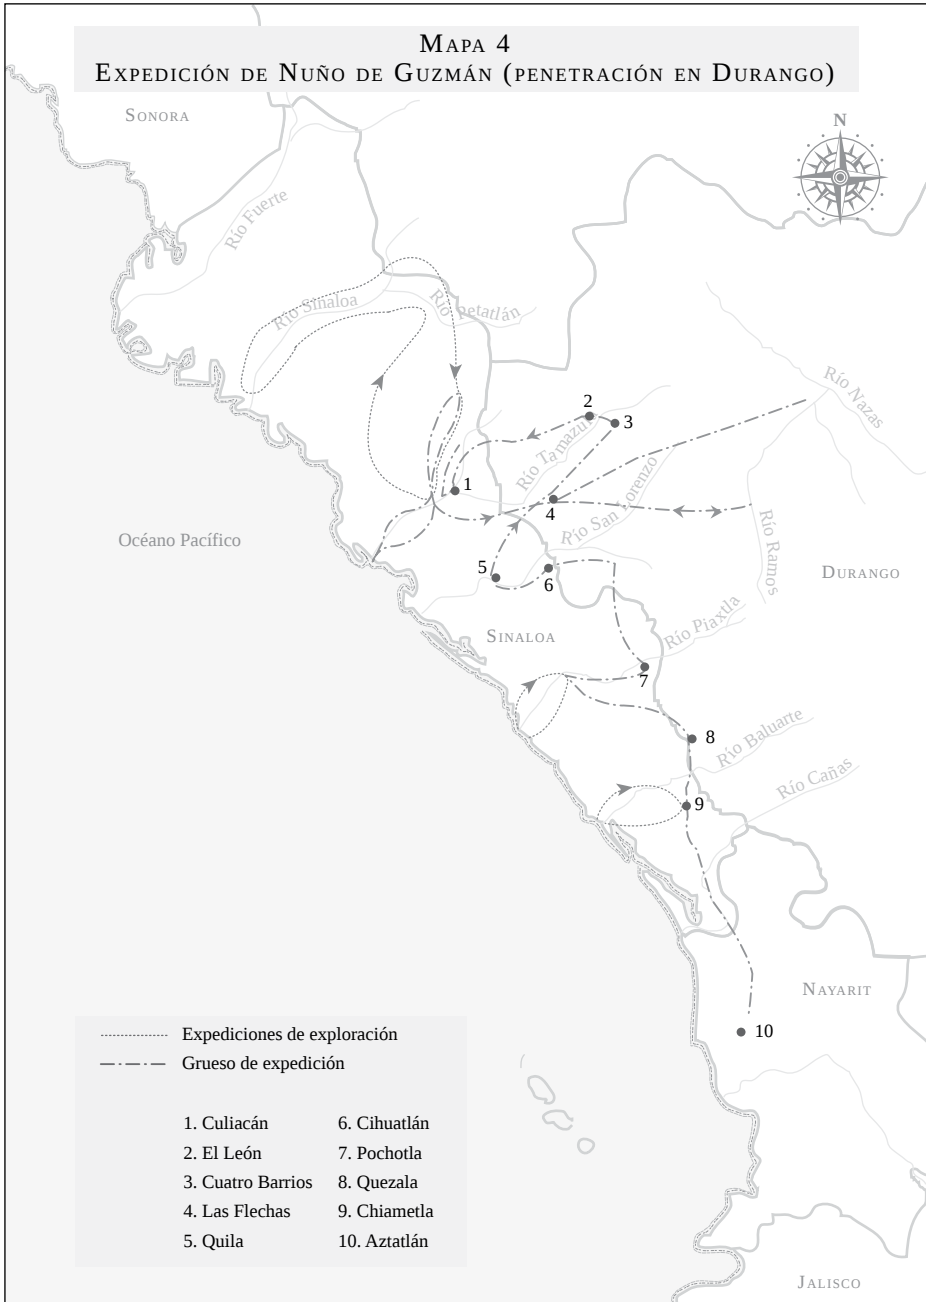 Mapa 4
Expedición de Nuño de Guzmán (penetración en Durango)
Sonora
N
Río Fuerte
Río Sinaloa
Río Petatlán
Río Nazas
2
3
Río Tamazula
1
4
Río San Lorenzo
Río Ramos
Océano Pacífico
5
6
Durango
Sinaloa
Río Piaxtla
7
8
Río Baluarte
Río Cañas
9
Nayarit
10
Expediciones de exploración
Grueso de expedición
1. Culiacán
2. El León
3. Cuatro Barrios
4. Las Flechas
5. Quila
6. Cihuatlán
7. Pochotla
8. Quezala
9. Chiametla
10. Aztatlán
Jalisco